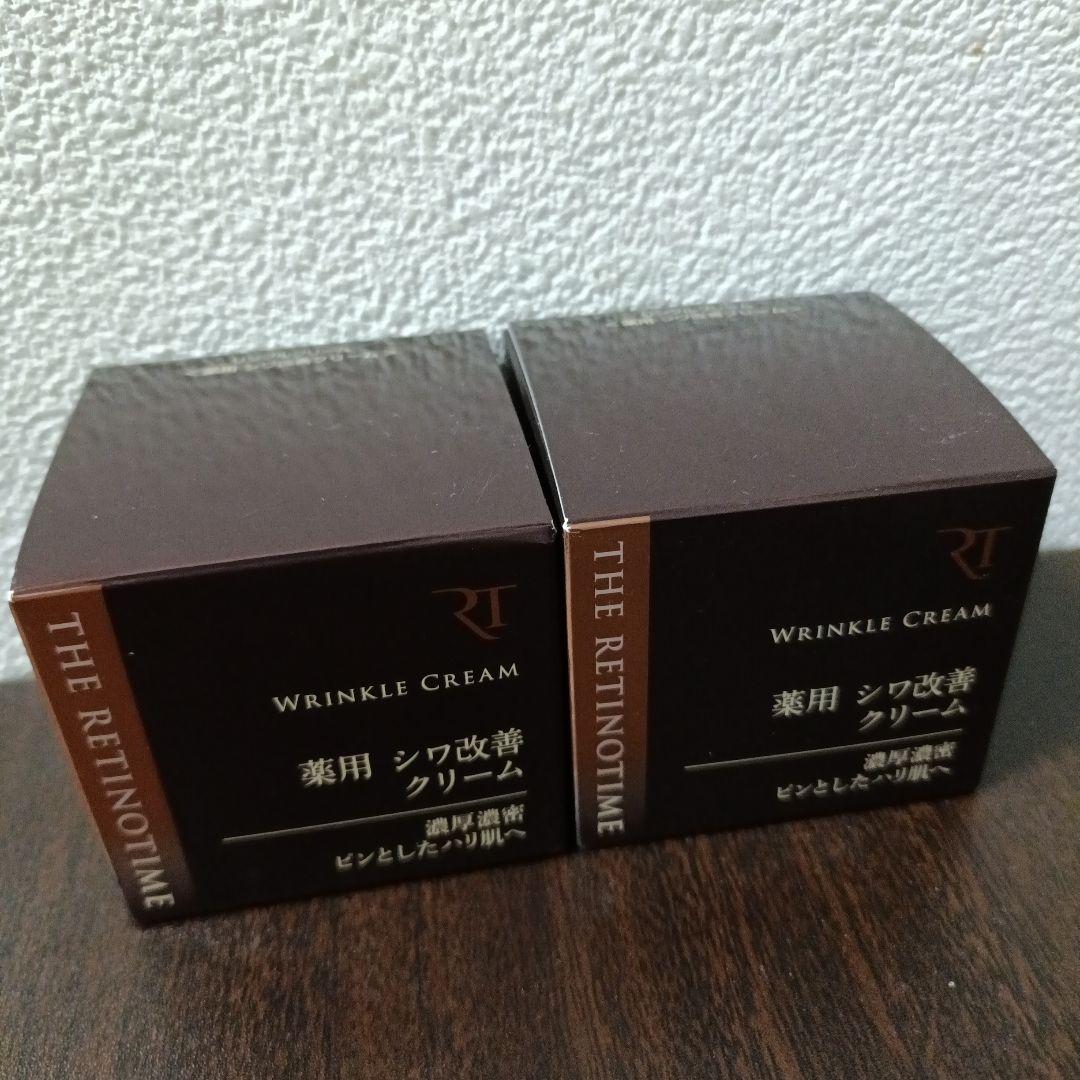 THE RETINOTIME
RT
WRINKLE CREAM
薬用 シワ改善
クリーム
濃厚濃密
ピンとしたハリ肌へ
THE RETINOTIME
RT
WRINKLE CREAM
薬用 シワ改善
クリーム
濃厚濃密
ピンとしたハリ肌へ